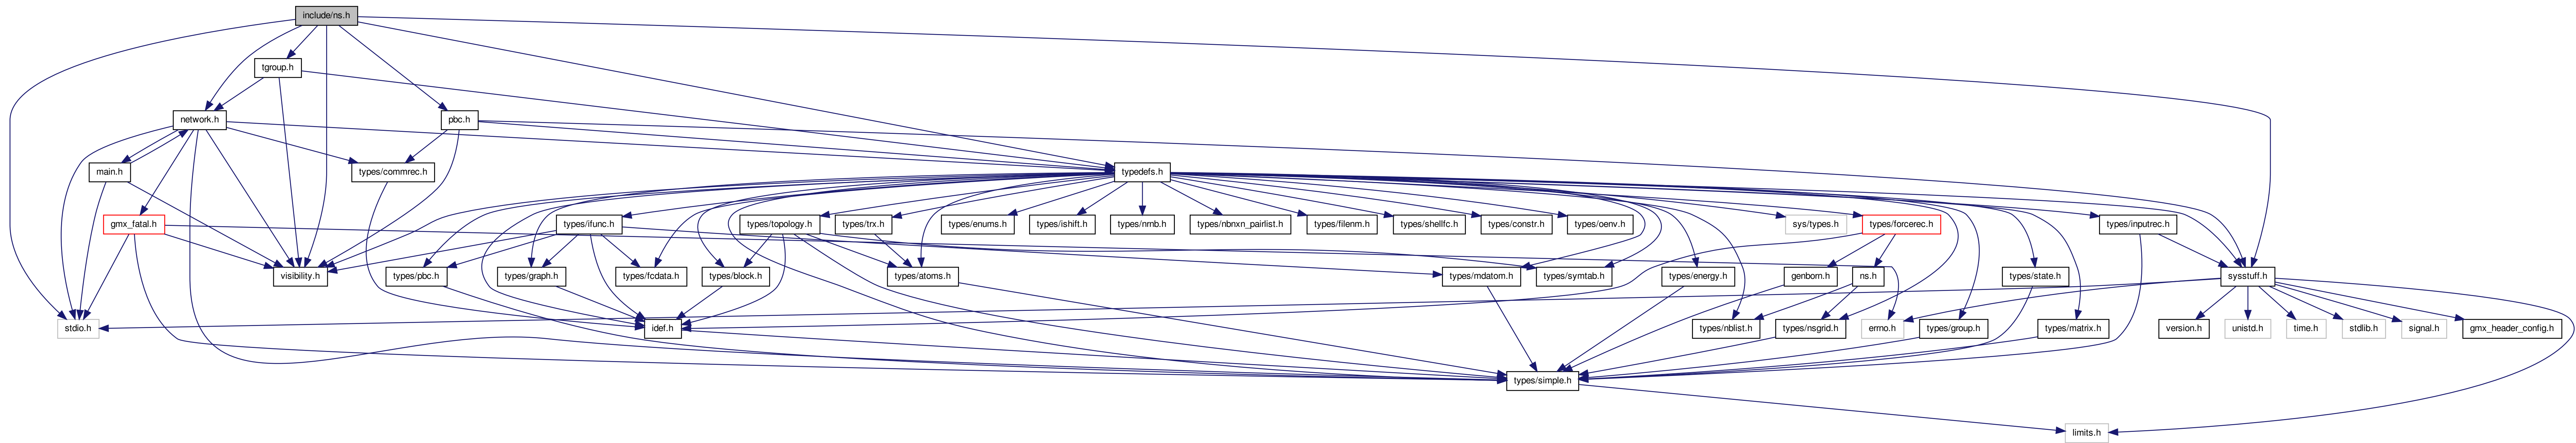 include/ns.h
tgroup.h
network.h
pbc.h
main.h
types/commrec.h
typedefs.h
gmx_fatal.h
types/ifunc.h
types/topology.h
types/trx.h
types/enums.h
types/ishift.h
types/nrnb.h
types/nbnxn_pairlist.h
types/filenm.h
types/shellfc.h
types/constr.h
types/oenv.h
sys/types.h
types/forcerec.h
types/inputrec.h
visibility.h
types/pbc.h
types/graph.h
types/fcdata.h
types/block.h
types/atoms.h
types/mdatom.h
types/symtab.h
types/energy.h
genborn.h
ns.h
types/state.h
sysstuff.h
stdio.h
idef.h
types/nblist.h
types/nsgrid.h
errno.h
types/group.h
types/matrix.h
version.h
unistd.h
time.h
stdlib.h
signal.h
gmx_header_config.h
types/simple.h
limits.h